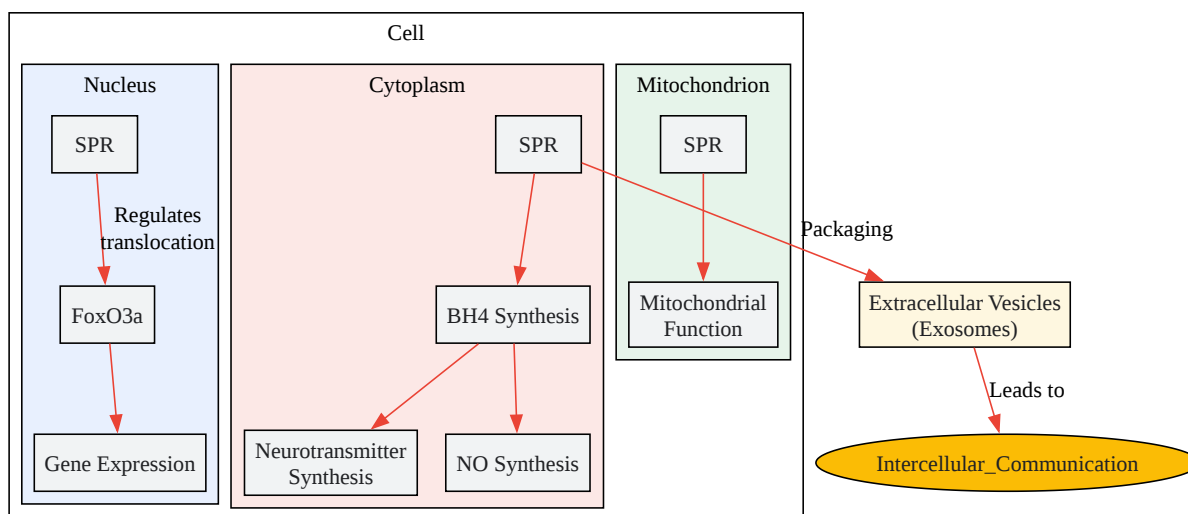 Cell
Nucleus
Cytoplasm
Mitochondrion
SPR
SPR
SPR
Regulates
translocation
Packaging
FoxO3a
BH4 Synthesis
Mitochondrial
Function
Extracellular Vesicles
(Exosomes)
Leads to
Gene Expression
Neurotransmitter
Synthesis
NO Synthesis
Intercellular_Communication